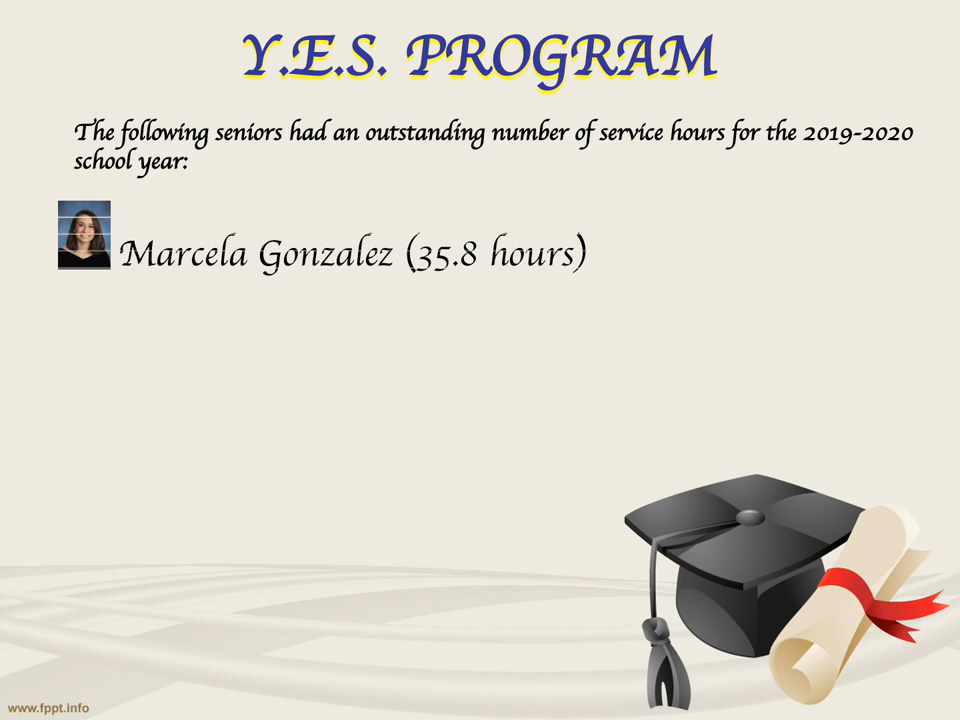 Y.E.S. PROGRAM
The following seniors had an outstanding number of service hours for the 2019-2020
school year:
Marcela Gonzalez (35.8 hours)
www.fppt.info